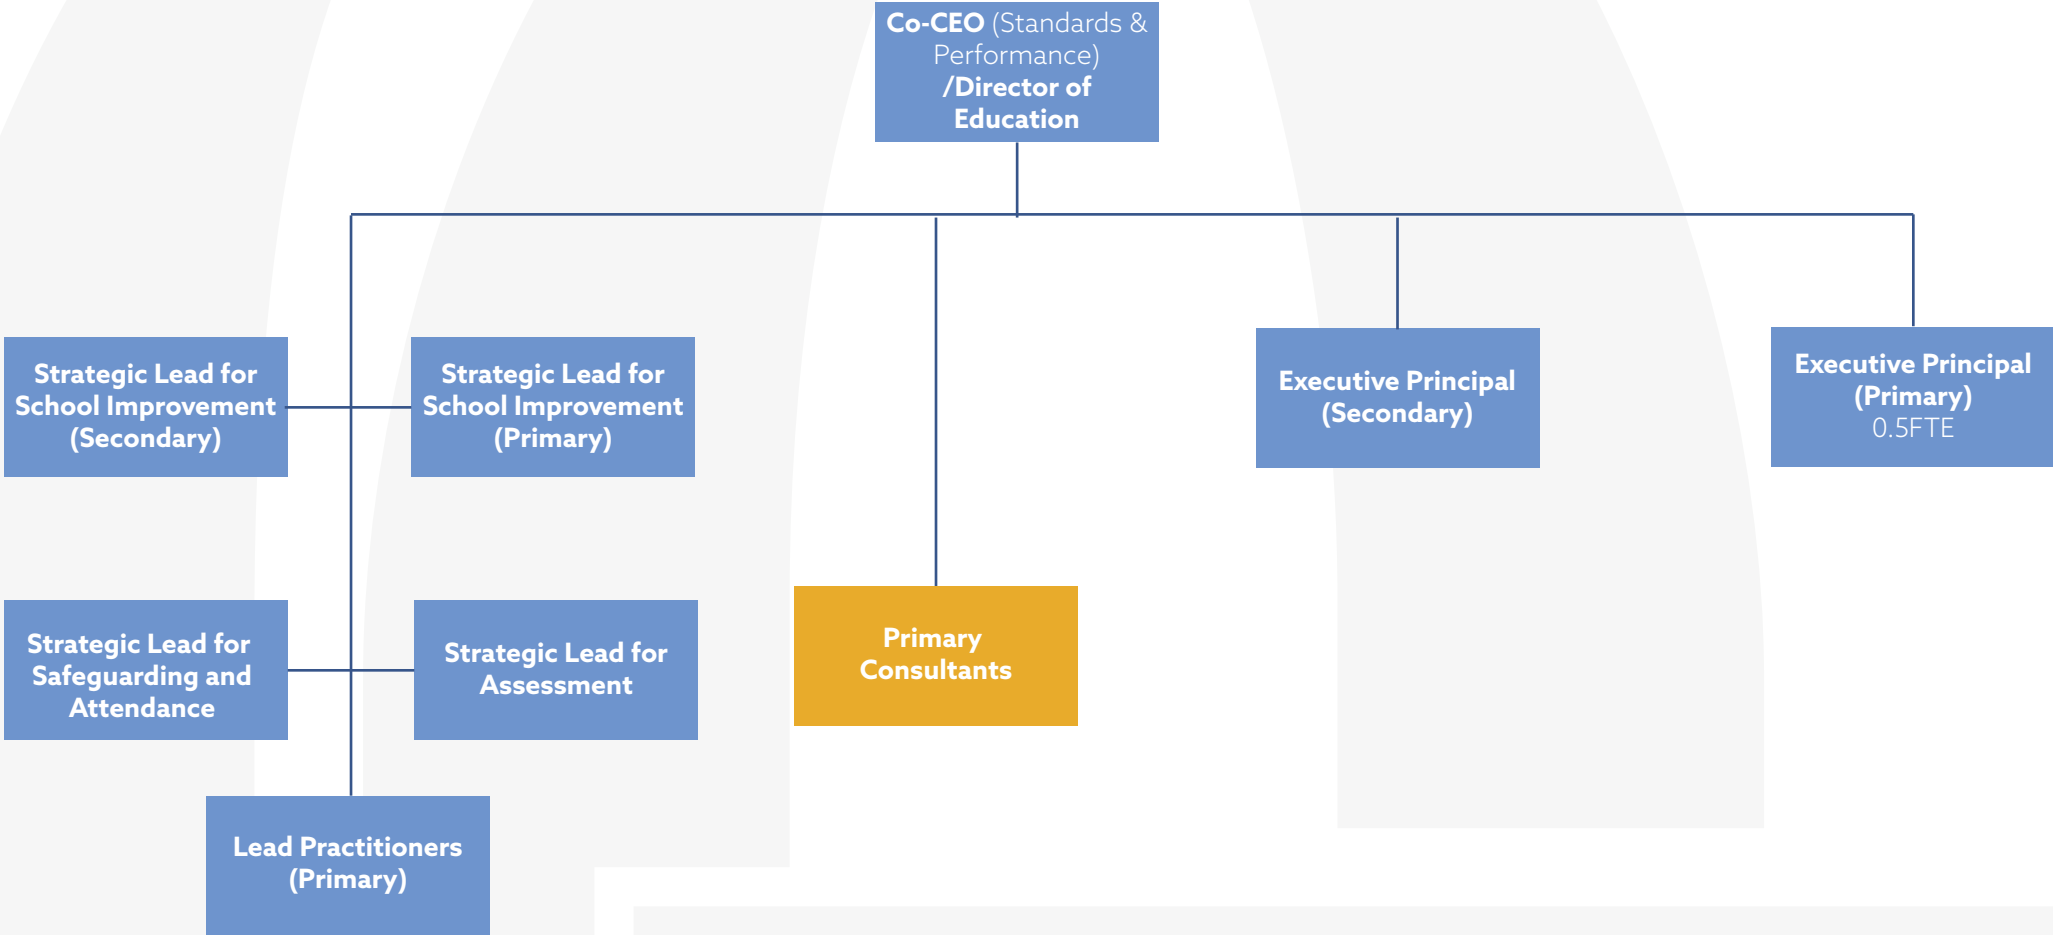 Co-CEO (Standards &
Performance)
/Director of
Education
Strategic Lead for
School Improvement
(Secondary)
Strategic Lead for
School Improvement
(Primary)
Executive Principal
(Secondary)
Executive Principal
(Primary)
0.5FTE
Strategic Lead for
Safeguarding and
Attendance
Strategic Lead for
Assessment
Primary
Consultants
Lead Practitioners
(Primary)